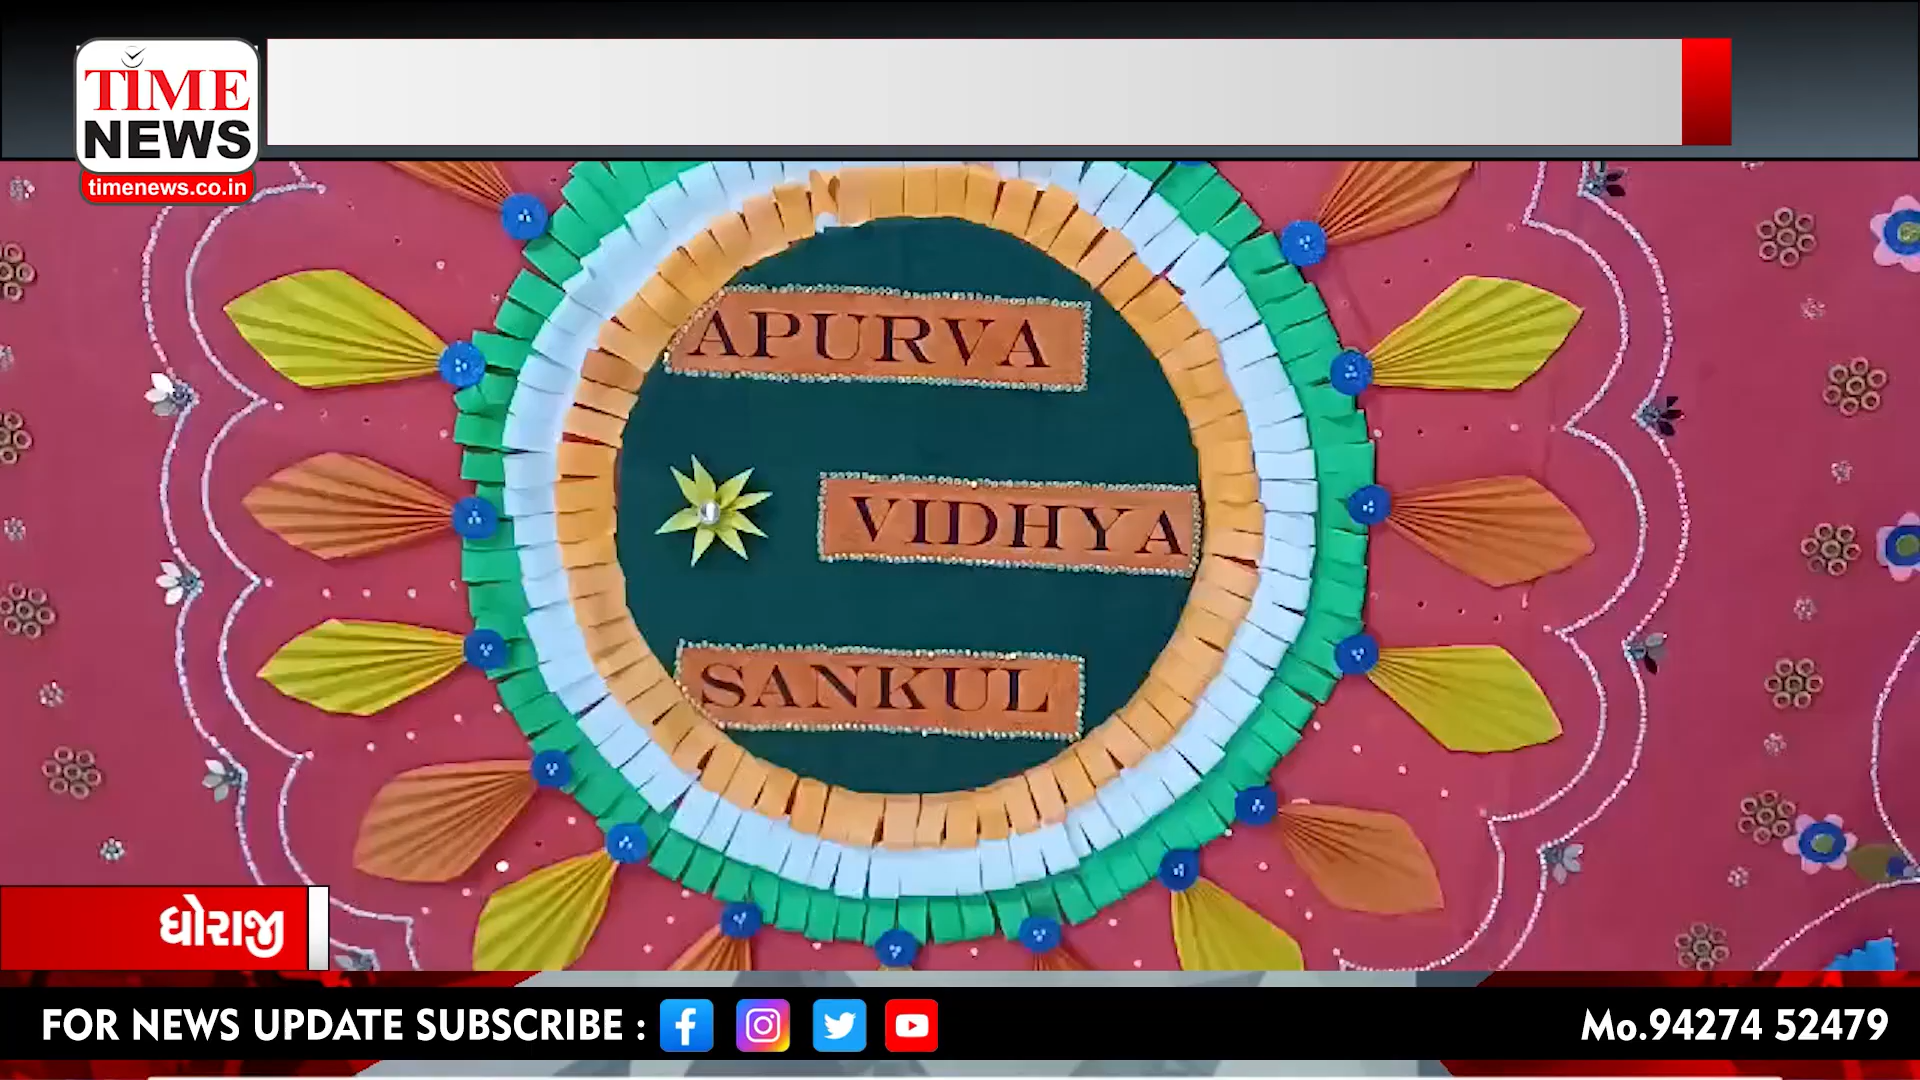 TIME
NEWS
timenews.co.in
APURVA
VIDHYA
SANKUL
ધોરાજી
FOR NEWS UPDATE SUBSCRIBE :
Mo.94274 52479